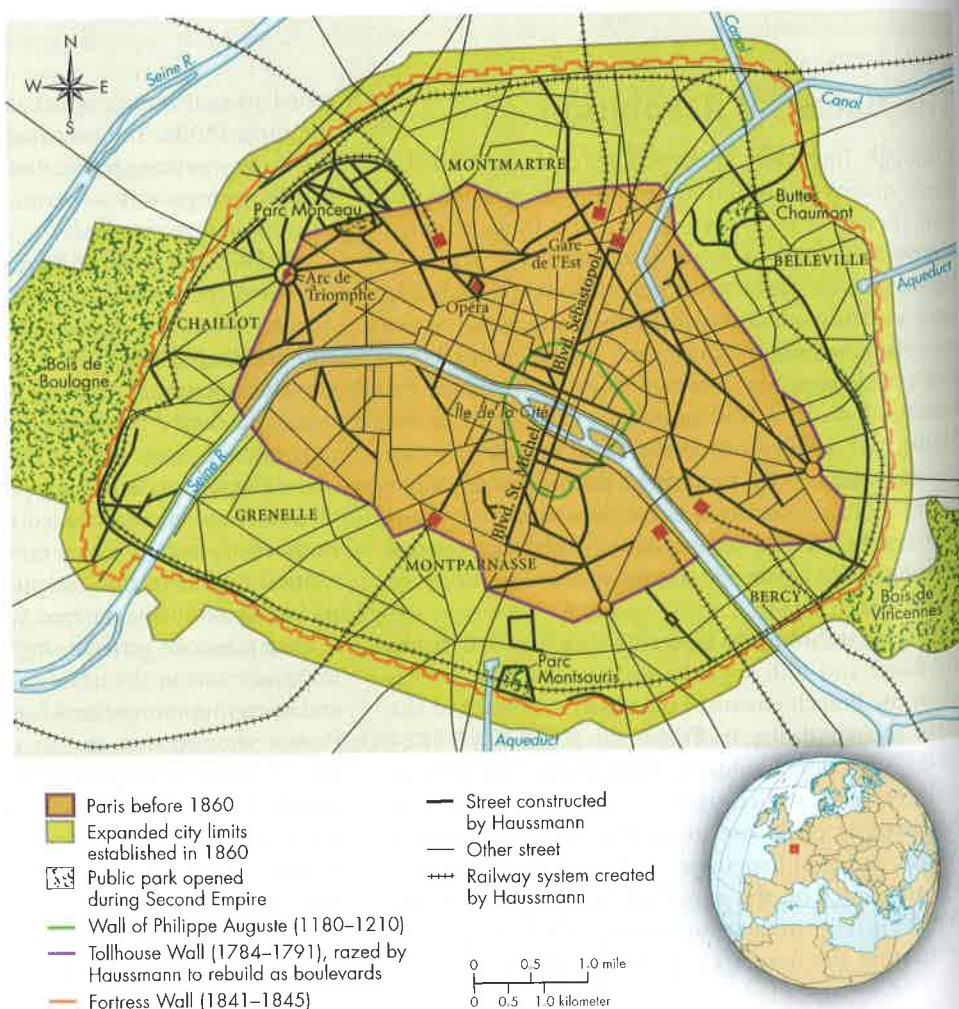 N
W E
S
Seine R.
Canal
Canal
MONTMARTRE
Parc Monceau
Buttes
Chaumont
Gare
de l'Est
BELLEVILLE
Arc de
Triomphe
Opéra
Aqueduct
CHAILLOT
Blvd. Sébastopol
Bois de
Boulogne
Île de la Cité
Seine R.
Blvd. St. Michel
GRENELLE
MONTPARNASSE
BERCY
Bois de
Vincennes
Parc
Montsouris
Aqueduct
Paris before 1860
Expanded city limits
established in 1860
Public park opened
during Second Empire
Wall of Philippe Auguste (1180–1210)
Tollhouse Wall (1784–1791), razed by
Haussmann to rebuild as boulevards
Fortress Wall (1841–1845)
Street constructed
by Haussmann
Other street
Railway system created
by Haussmann
0 0.5 1.0 mile
0 0.5 1.0 kilometer